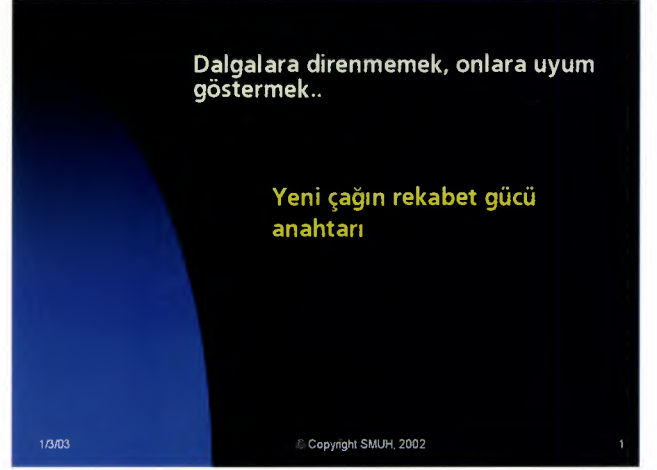 Dalgalara direnmemek, onlara uyum
göstermek..
Yeni çağın rekabet gücü
anahtarı
1/3/03
© Copyright SMUH, 2002
1